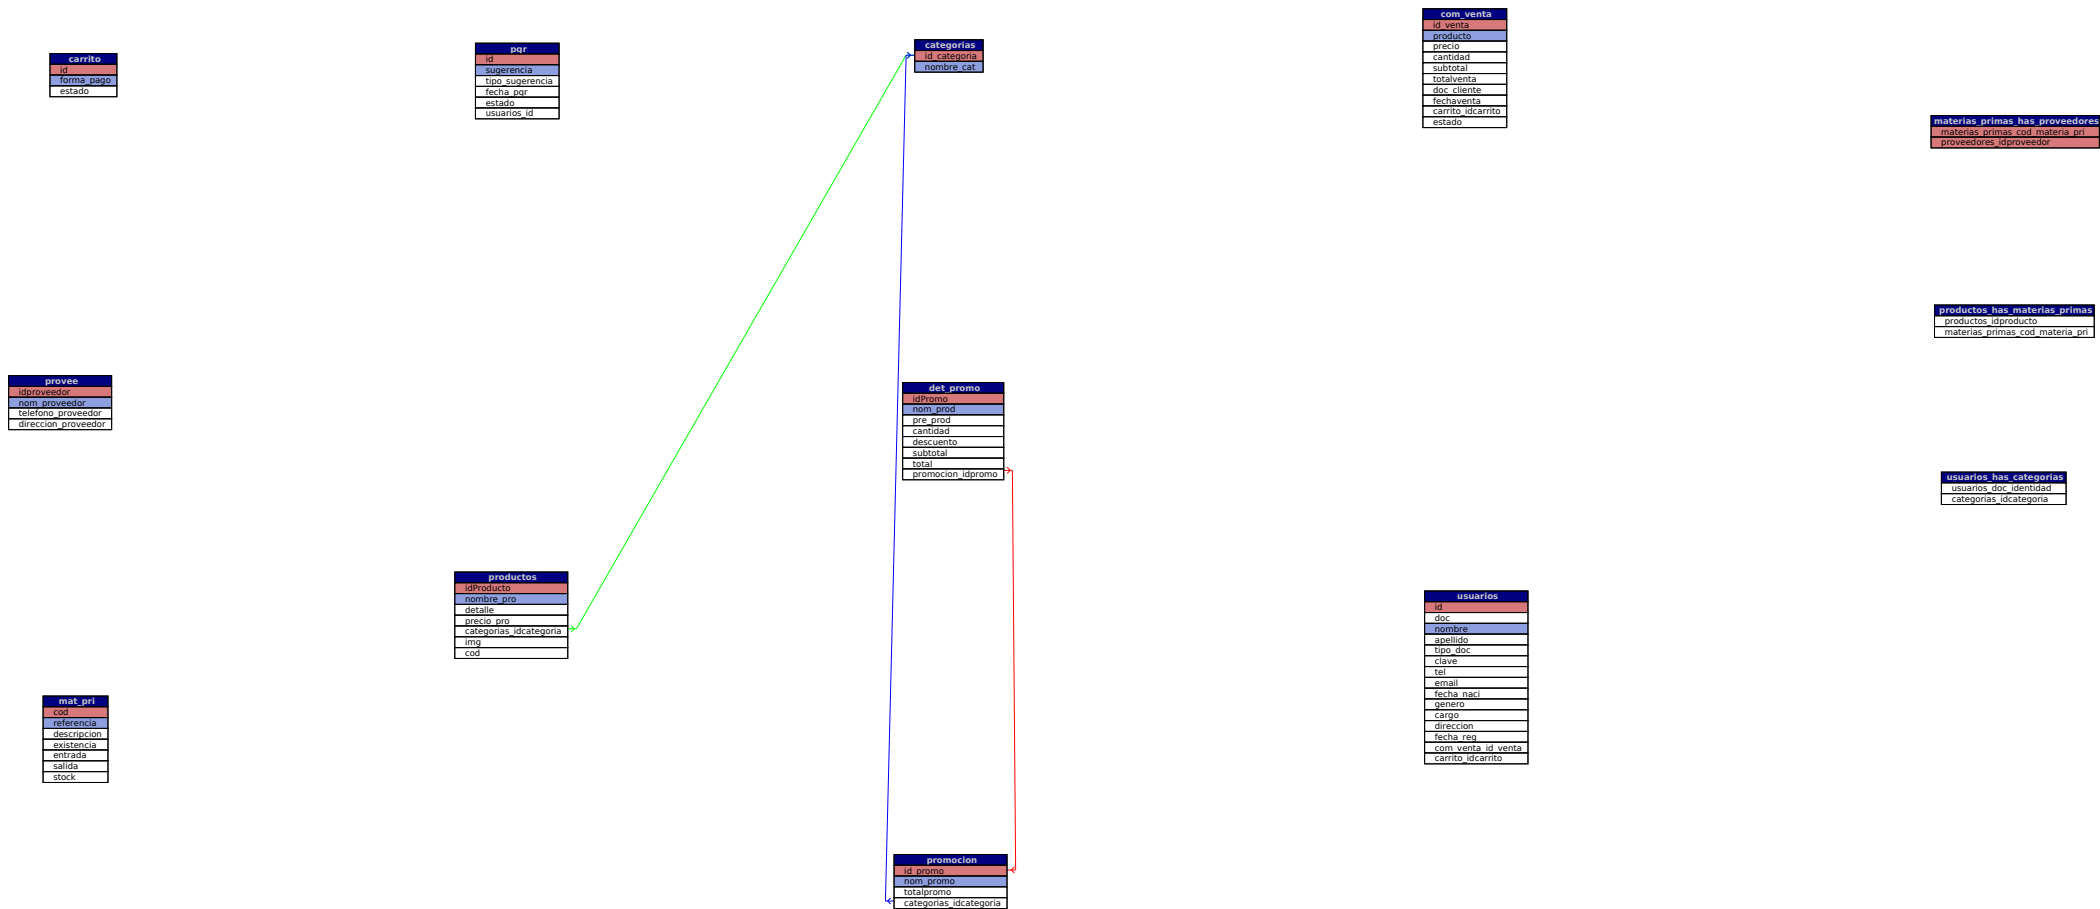 carrito
id
forma_pago
estado
pqr
id
sugerencia
tipo_sugerencia
fecha_pqr
estado
usuarios_id
categorias
id_categoria
nombre_cat
com_venta
id_venta
producto
precio
cantidad
subtotal
totalventa
doc_cliente
fechaventa
carrito_idcarrito
estado
materias_primas_has_proveedores
materias_primas_cod_materia_pri
proveedores_idproveedor
productos_has_materias_primas
productos_idproducto
materias_primas_cod_materia_pri
provee
idproveedor
nom_proveedor
telefono_proveedor
direccion_proveedor
det_promo
idPromo
nom_prod
pre_prod
cantidad
descuento
subtotal
total
promocion_idpromo
usuarios_has_categorias
usuarios_doc_identidad
categorias_idcategoria
productos
idProducto
nombre_pro
detalle
precio_pro
categorias_idcategoria
img
cod
usuarios
id
doc
nombre
apellido
tipo_doc
clave
tel
email
fecha_naci
genero
cargo
direccion
fecha_reg
com_venta_id_venta
carrito_idcarrito
mat_pri
cod
referencia
descripcion
existencia
entrada
salida
stock
promocion
id_promo
nom_promo
totalpromo
categorias_idcategoria